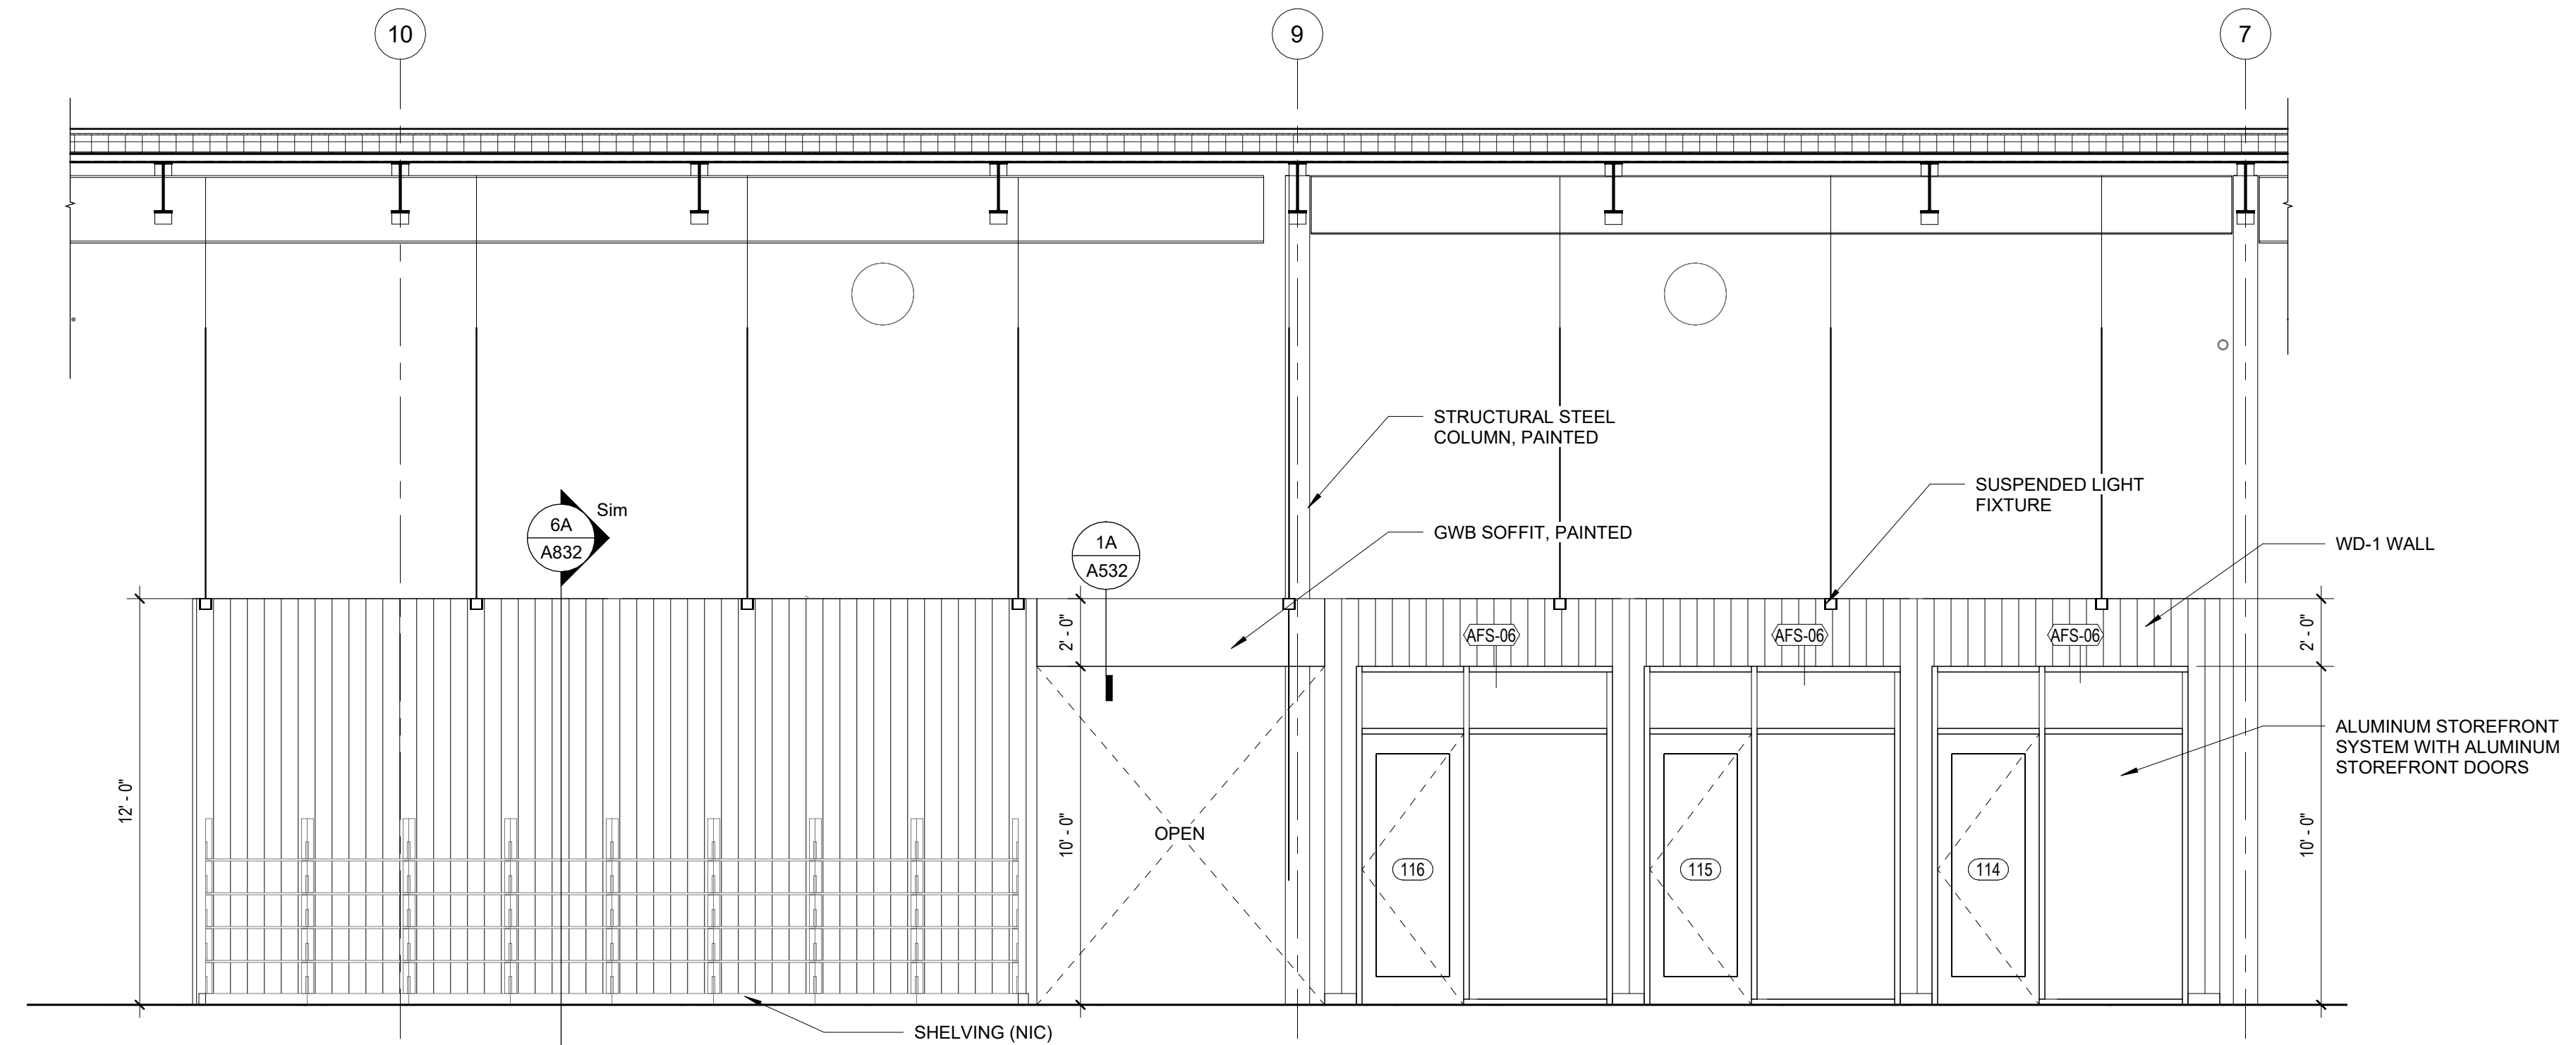 10
9
7
STRUCTURAL STEEL
COLUMN, PAINTED
SUSPENDED LIGHT
FIXTURE
6A
A832
Sim
1A
A532
GWB SOFFIT, PAINTED
WD-1 WALL
2' - 0"
AFS-06
AFS-06
AFS-06
2' - 0"
ALUMINUM STOREFRONT
SYSTEM WITH ALUMINUM
STOREFRONT DOORS
12' - 0"
10' - 0"
OPEN
116
115
114
10' - 0"
SHELVING (NIC)